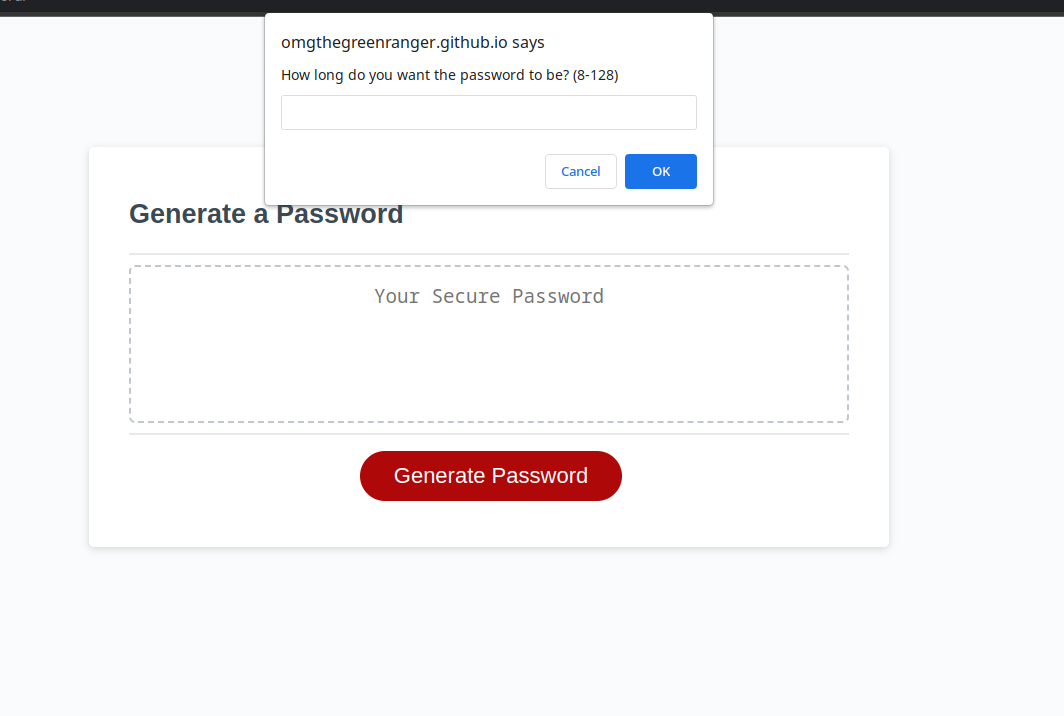 omgthegreenranger.github.io says
How long do you want the password to be? (8-128)
Cancel
OK
Generate a Password
Your Secure Password
Generate Password